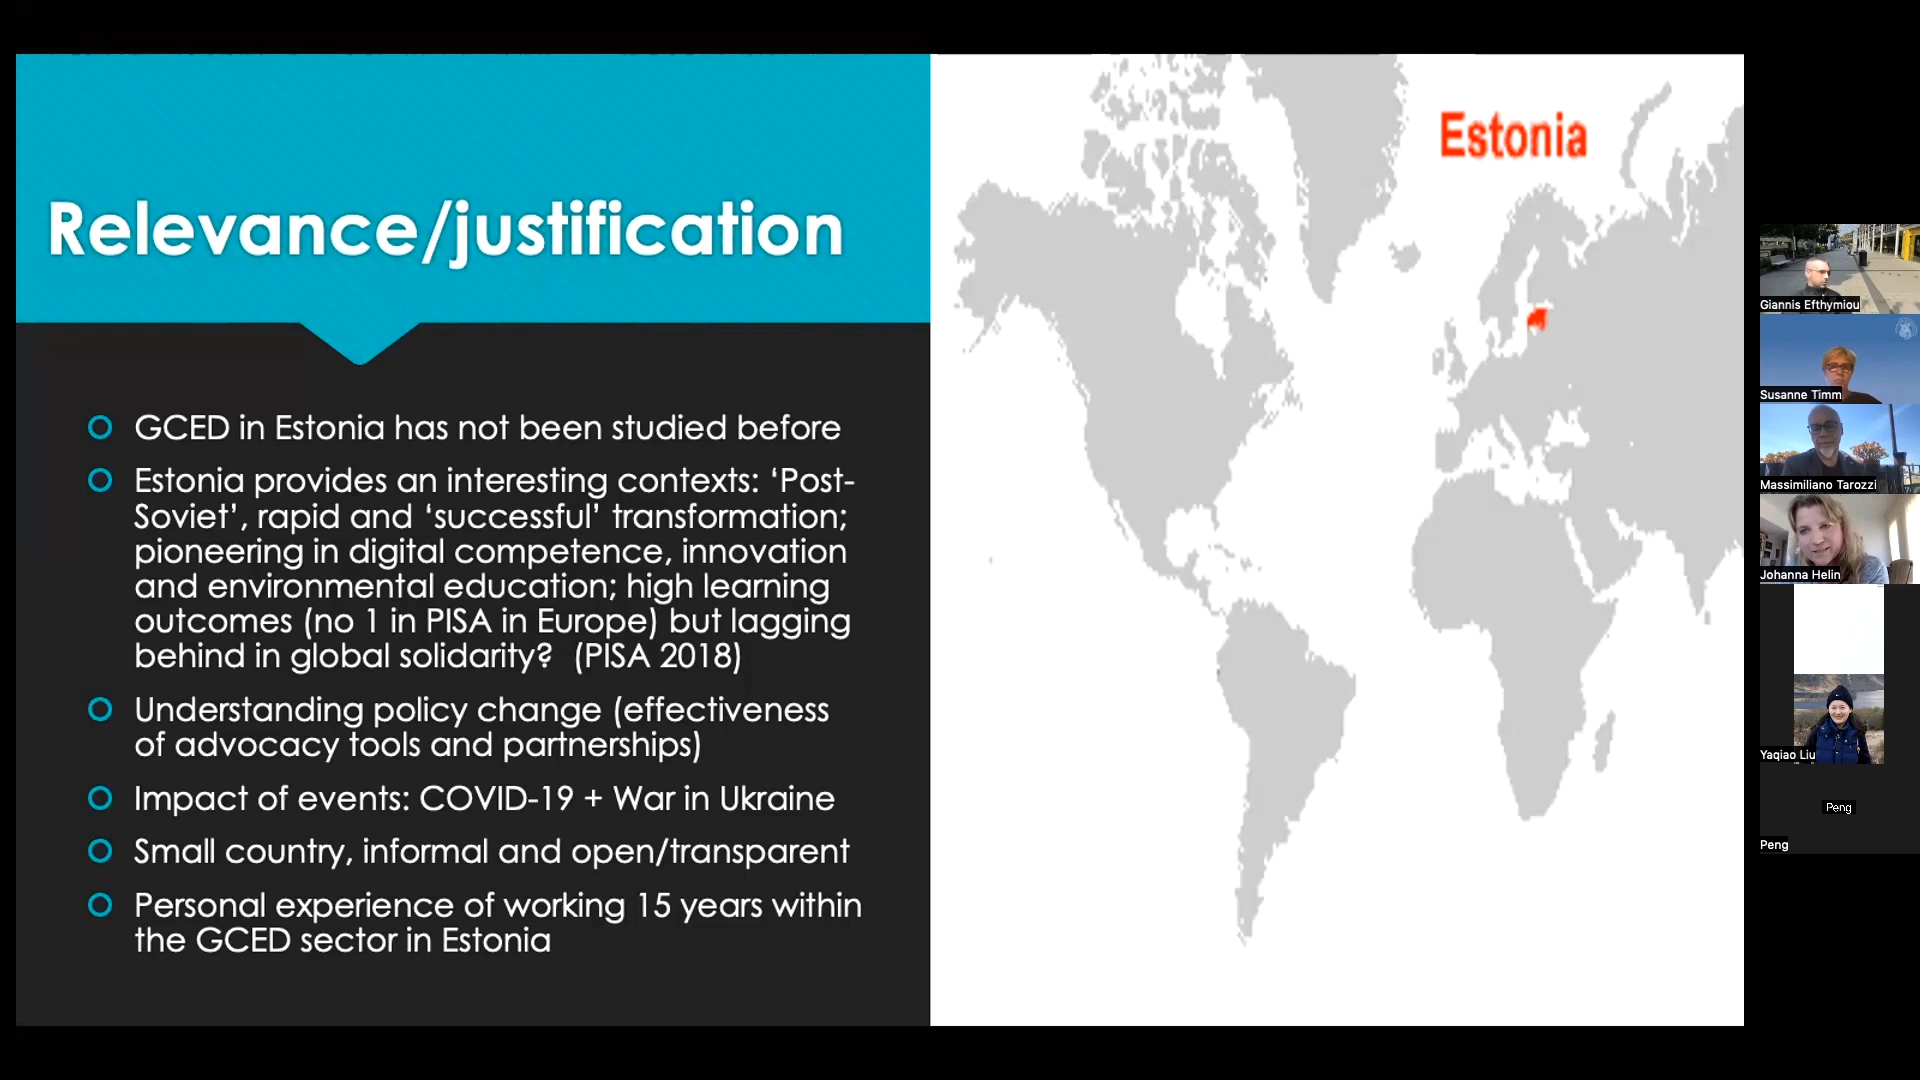 Relevance/justification
GCED in Estonia has not been studied before
Estonia provides an interesting contexts: ‘Post-
Soviet’, rapid and ‘successful’ transformation;
pioneering in digital competence, innovation
and environmental education; high learning
outcomes (no 1 in PISA in Europe) but lagging
behind in global solidarity? (PISA 2018)
Understanding policy change (effectiveness
of advocacy tools and partnerships)
Impact of events: COVID-19 + War in Ukraine
Small country, informal and open/transparent
Personal experience of working 15 years within
the GCED sector in Estonia
Estonia
Giannis Efthymiou
Susanne Timm
Massimiliano Tarozzi
Johanna Helin
Yaqiao Liu
Peng
Peng